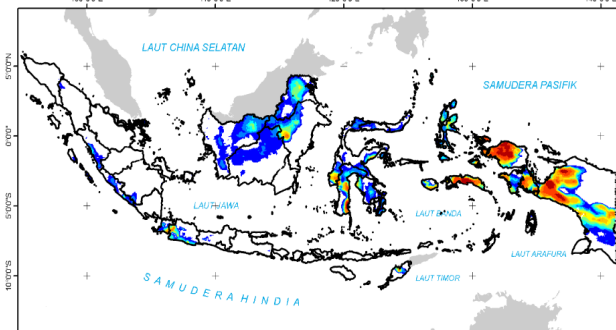 LAUT CHINA SELATAN
SAMUDERA PASIFIK
5°0'0"N
0°0'0"
5°0'0"S
10°0'0"S
LAUT JAWA
LAUT BANDA
LAUT ARAFURA
LAUT TIMOR
SAMUDERA HINDIA